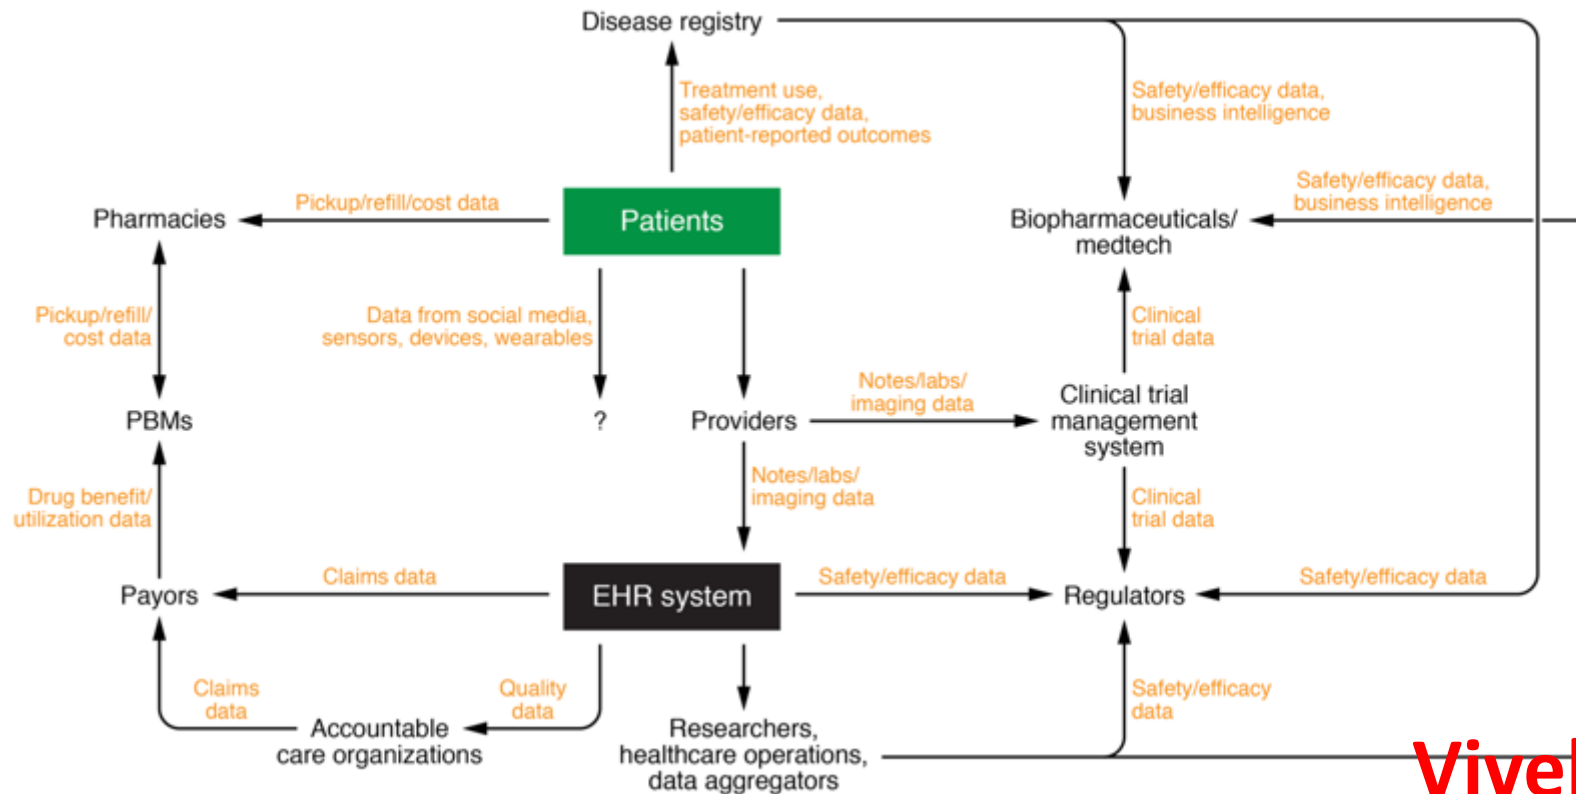 Disease registry
Treatment use,
safety/efficacy data,
patient-reported outcomes
Safety/efficacy data,
business intelligence
Safety/efficacy data,
business intelligence
Pharmacies
Pickup/refill/cost data
Patients
Biopharmaceuticals/
medtech
Pickup/refill/
cost data
Data from social media,
sensors, devices, wearables
Clinical
trial data
PBMs
?
Providers
Notes/labs/
imaging data
Clinical trial
management
system
Drug benefit/
utilization data
Notes/labs/
imaging data
Clinical
trial data
Payors
Claims data
EHR system
Safety/efficacy data
Regulators
Safety/efficacy data
Claims
data
Accountable
care organizations
Quality
data
Researchers,
healthcare operations,
data aggregators
Safety/efficacy
data